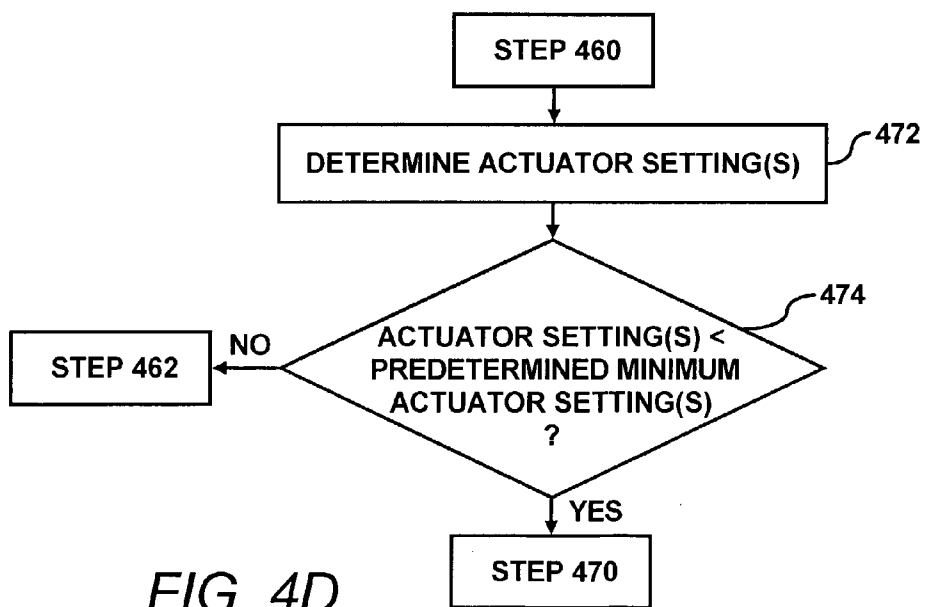 STEP 460
DETERMINE ACTUATOR SETTING(S)
472
474
ACTUATOR SETTING(S) <
PREDETERMINED MINIMUM
ACTUATOR SETTING(S)
?
NO
STEP 462
YES
STEP 470
FIG. 4D